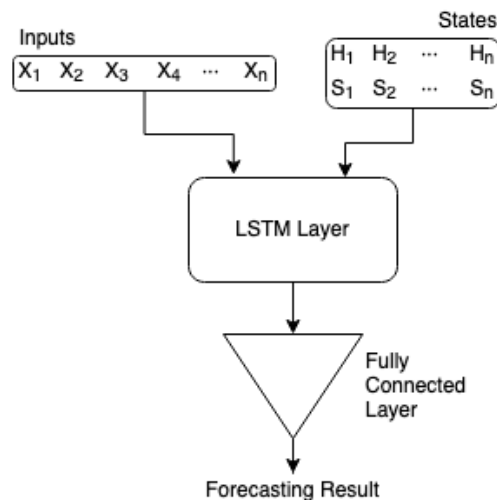 Inputs
X₁ X₂ X₃ X₄ ... Xₙ
States
H₁ H₂ ... Hₙ
S₁ S₂ ... Sₙ
LSTM Layer
Fully
Connected
Layer
Forecasting Result